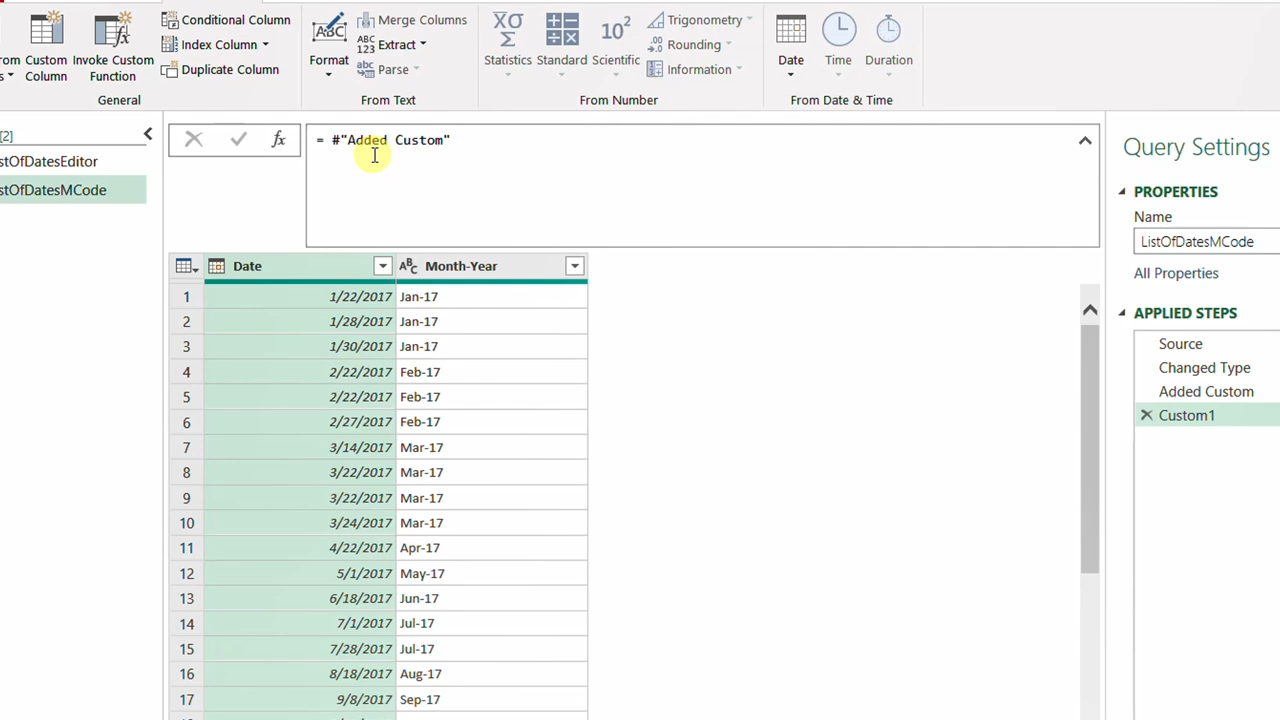 Conditional Column
Index Column
Duplicate Column
Custom
Column
Invoke Custom
Function
General
Format
Merge Columns
Extract
Parse
From Text
Statistics
Standard
Scientific
Trigonometry
Rounding
Information
From Number
Date
Time
Duration
From Date & Time
[2]
stOfDatesEditor
stOfDatesMCode
fx
= #"Added Custom"
Date
ABC Month-Year
1 1/22/2017 Jan-17
2 1/28/2017 Jan-17
3 1/30/2017 Jan-17
4 2/22/2017 Feb-17
5 2/22/2017 Feb-17
6 2/27/2017 Feb-17
7 3/14/2017 Mar-17
8 3/22/2017 Mar-17
9 3/22/2017 Mar-17
10 3/24/2017 Mar-17
11 4/22/2017 Apr-17
12 5/1/2017 May-17
13 6/18/2017 Jun-17
14 7/1/2017 Jul-17
15 7/28/2017 Jul-17
16 8/18/2017 Aug-17
17 9/8/2017 Sep-17
Query Settings
PROPERTIES
Name
ListOfDatesMCode
All Properties
APPLIED STEPS
Source
Changed Type
Added Custom
Custom1